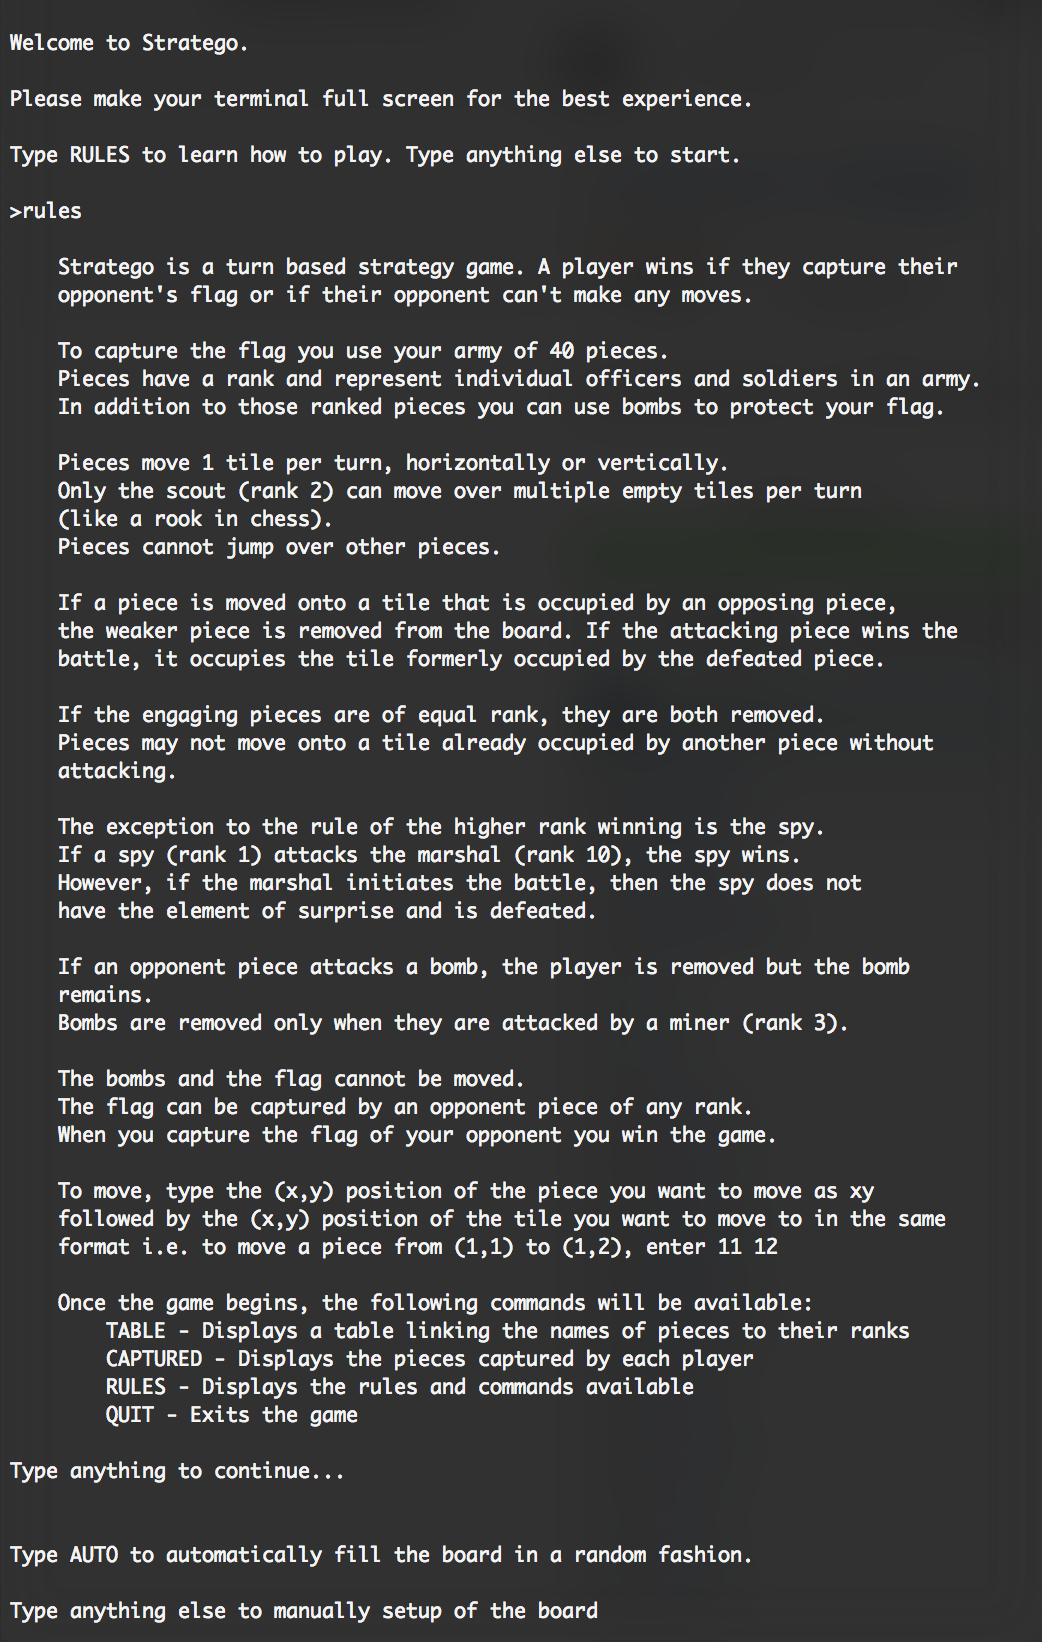 Welcome to Stratego.
Please make your terminal full screen for the best experience.
Type RULES to learn how to play. Type anything else to start.
>rules
Stratego is a turn based strategy game. A player wins if they capture their
opponent's flag or if their opponent can't make any moves.
To capture the flag you use your army of 40 pieces.
Pieces have a rank and represent individual officers and soldiers in an army.
In addition to those ranked pieces you can use bombs to protect your flag.
Pieces move 1 tile per turn, horizontally or vertically.
Only the scout (rank 2) can move over multiple empty tiles per turn
(like a rook in chess).
Pieces cannot jump over other pieces.
If a piece is moved onto a tile that is occupied by an opposing piece,
the weaker piece is removed from the board. If the attacking piece wins the
battle, it occupies the tile formerly occupied by the defeated piece.
If the engaging pieces are of equal rank, they are both removed.
Pieces may not move onto a tile already occupied by another piece without
attacking.
The exception to the rule of the higher rank winning is the spy.
If a spy (rank 1) attacks the marshal (rank 10), the spy wins.
However, if the marshal initiates the battle, then the spy does not
have the element of surprise and is defeated.
If an opponent piece attacks a bomb, the player is removed but the bomb
remains.
Bombs are removed only when they are attacked by a miner (rank 3).
The bombs and the flag cannot be moved.
The flag can be captured by an opponent piece of any rank.
When you capture the flag of your opponent you win the game.
To move, type the (x,y) position of the piece you want to move as xy
followed by the (x,y) position of the tile you want to move to in the same
format i.e. to move a piece from (1,1) to (1,2), enter 11 12
Once the game begins, the following commands will be available:
TABLE - Displays a table linking the names of pieces to their ranks
CAPTURED - Displays the pieces captured by each player
RULES - Displays the rules and commands available
QUIT - Exits the game
Type anything to continue...
Type AUTO to automatically fill the board in a random fashion.
Type anything else to manually setup of the board